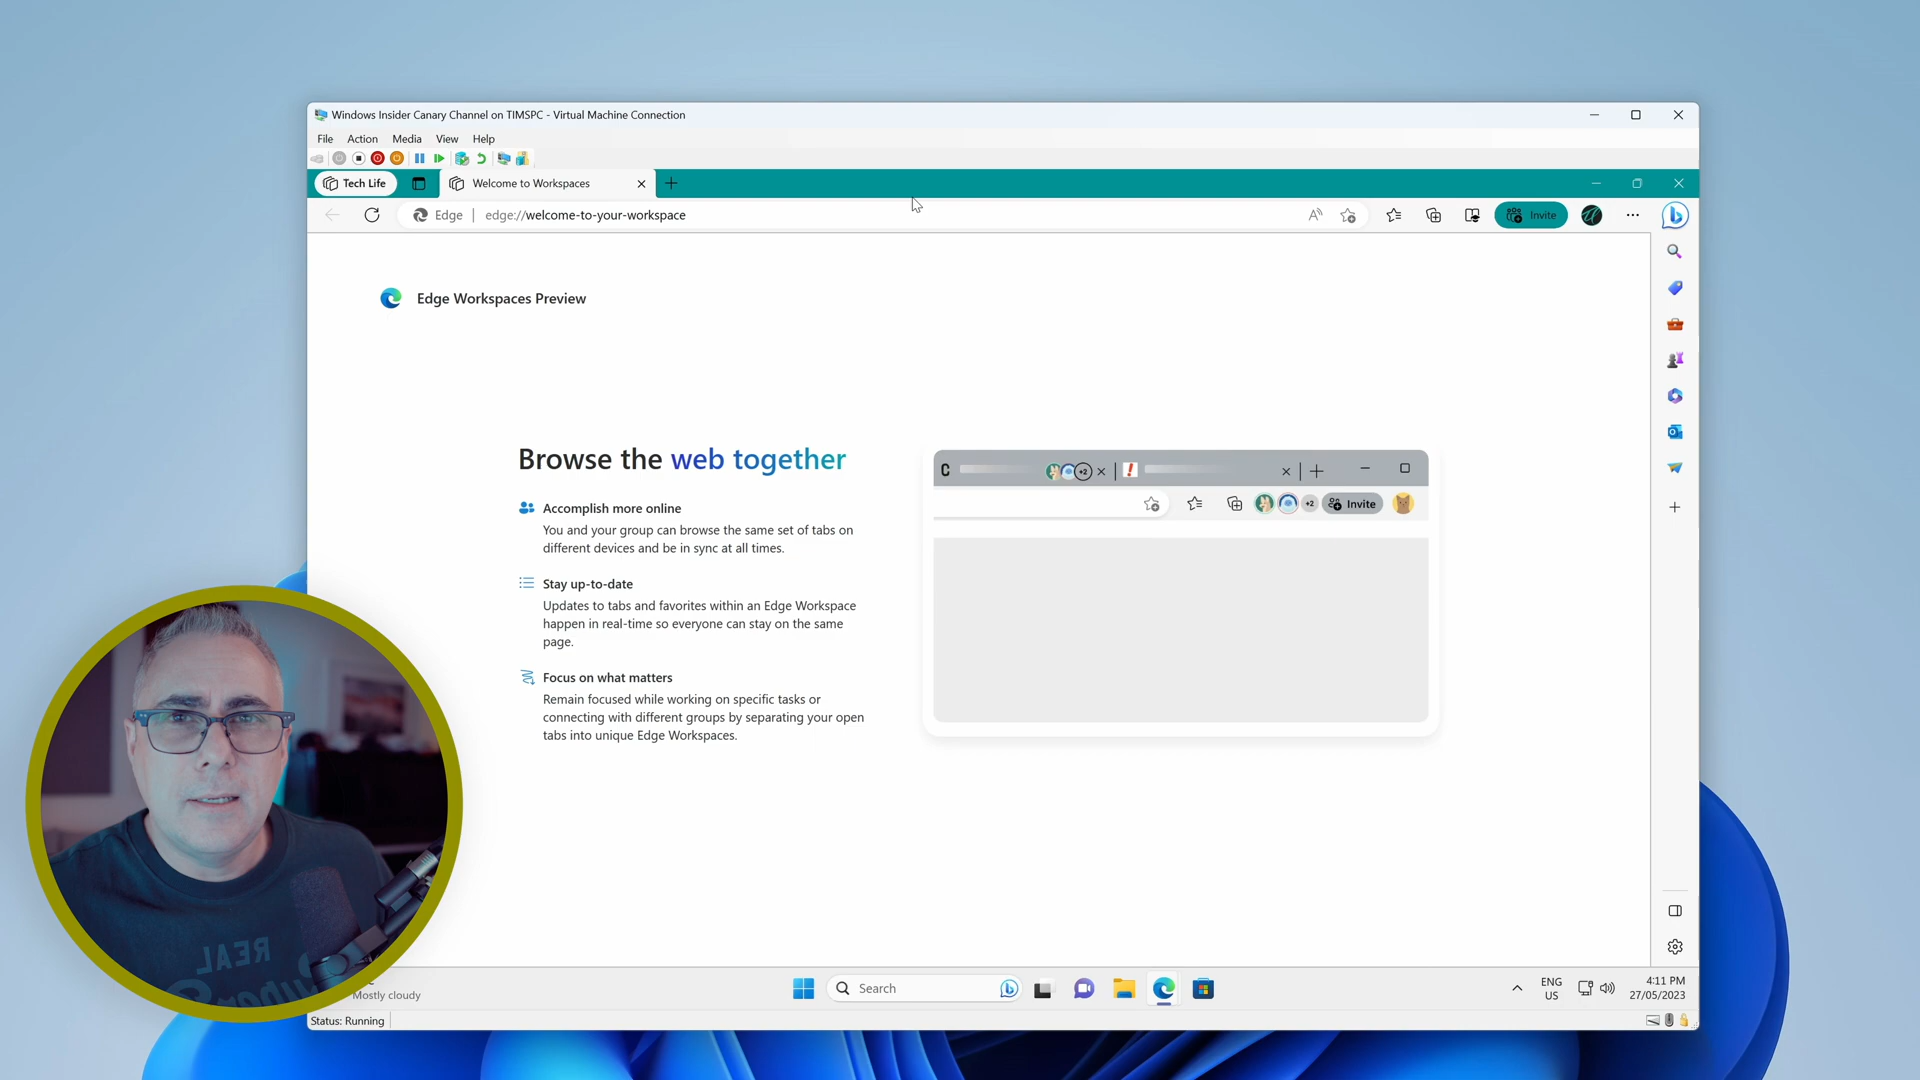 Windows Insider Canary Channel on TIMSPC - Virtual Machine Connection
File Action Media View Help
Tech Life
Welcome to Workspaces
Edge
edge://welcome-to-your-workspace
Invite
Edge Workspaces Preview
Browse the web together
Accomplish more online
You and your group can browse the same set of tabs on
different devices and be in sync at all times.
Stay up-to-date
Updates to tabs and favorites within an Edge Workspace
happen in real-time so everyone can stay on the same
page.
Focus on what matters
Remain focused while working on specific tasks or
connecting with different groups by separating your open
tabs into unique Edge Workspaces.
C
+2
!
+2
Invite
REAL
Mostly cloudy
Search
ENG
US
4:11 PM
27/05/2023
Status: Running